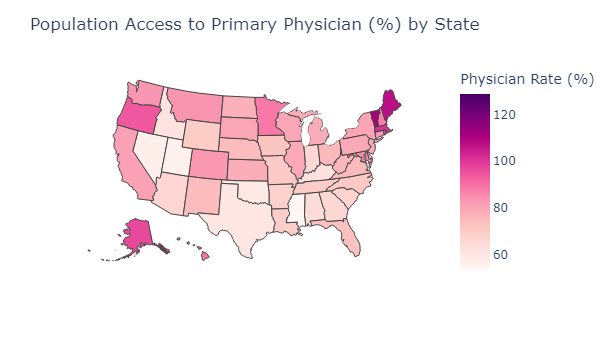 Population Access to Primary Physician (%) by State
Physician Rate (%)
120
100
80
60